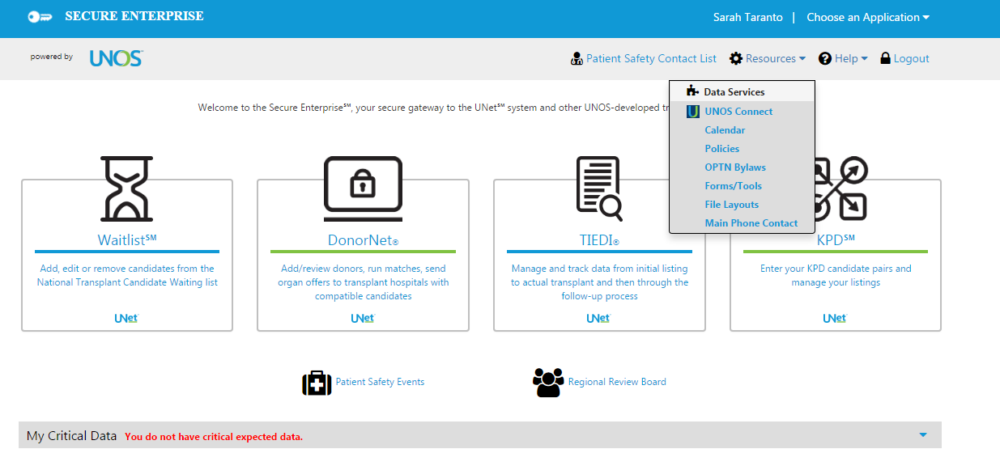 SECURE ENTERPRISE
Sarah Taranto | Choose an Application
powered by UNOS
Patient Safety Contact List Resources Help Logout
Data Services
UNOS Connect
Calendar
Policies
OPTN Bylaws
Forms/Tools
File Layouts
Main Phone Contact
Welcome to the Secure Enterprise℠, your secure gateway to the UNet℠ system and other UNOS-developed
Waitlist℠
Add, edit or remove candidates from the
National Transplant Candidate Waiting list
UNet
DonorNet®
Add/review donors, run matches, send
organ offers to transplant hospitals with
compatible candidates
UNet
TIEDI®
Manage and track data from initial listing
to actual transplant and then through the
follow-up process
UNet
KPD℠
Enter your KPD candidate pairs and
manage your listings
UNet
Patient Safety Events
Regional Review Board
My Critical Data You do not have critical expected data.